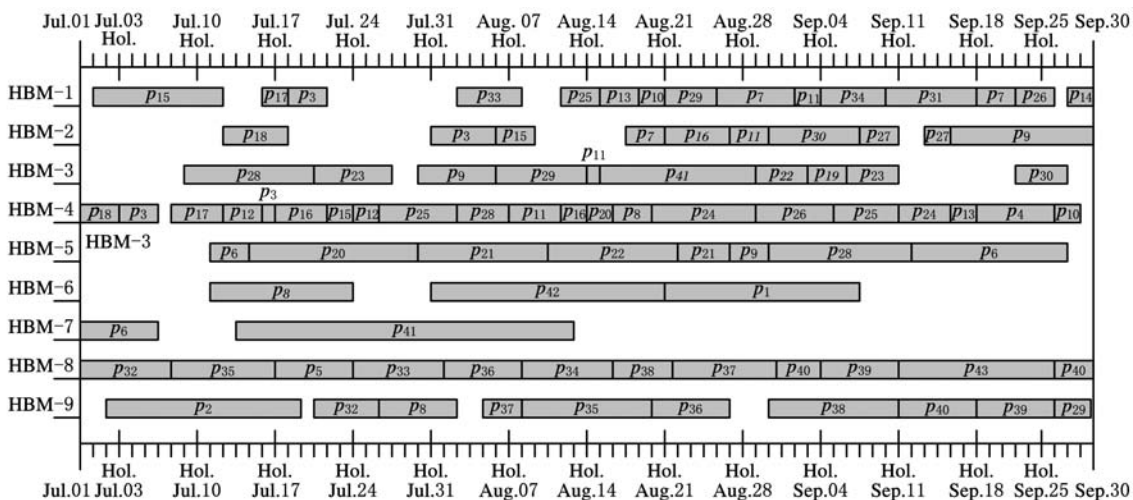 Jul.01 Jul.03 Jul.10 Jul.17 Jul. 24 Jul.31 Aug. 07 Aug. 14 Aug.21 Aug.28 Sep.04 Sep.11 Sep.18 Sep.25 Sep.30
Hol. Hol. Hol. Hol. Hol. Hol. Hol. Hol. Hol. Hol. Hol. Hol. Hol.
HBM-1 p15 p17 p3 p33 p25 p13 p10 p29 p7 p11 p34 p31 p7 p26 p14
HBM-2 p18 p3 p15 p7 p16 p11 p30 p27 p27 p9
p11
HBM-3 p28 p23 p9 p29 p41 p22 p19 p23 p30
p3
HBM-4 p18 p3 p17 p12 p16 p15 p12 p25 p28 p11 p16 p20 p8 p24 p26 p25 p24 p13 p4 p10
HBM-3
HBM-5 p6 p20 p21 p22 p21 p9 p28 p6
HBM-6 p8 p42 p1
HBM-7 p6 p41
HBM-8 p32 p35 p5 p33 p36 p34 p38 p37 p40 p39 p43 p40
HBM-9 p2 p32 p8 p37 p35 p36 p38 p40 p39 p29
Hol. Hol. Hol. Hol. Hol. Hol. Hol. Hol. Hol. Hol. Hol. Hol. Hol.
Jul.01 Jul.03 Jul.10 Jul.17 Jul.24 Jul.31 Aug.07 Aug.14 Aug.21 Aug.28 Sep.04 Sep.11 Sep.18 Sep.25 Sep.30